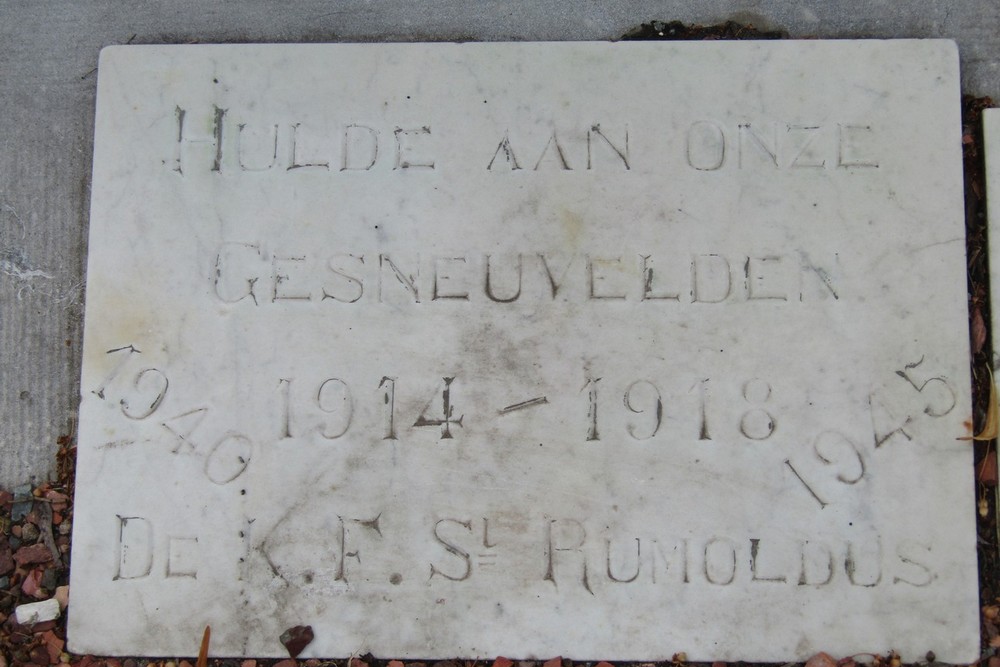 HULDE AAN ONZE
GESNEUVELDEN
1940 1914 - 1918 1945
DE K. F. ST RUMOLDUS